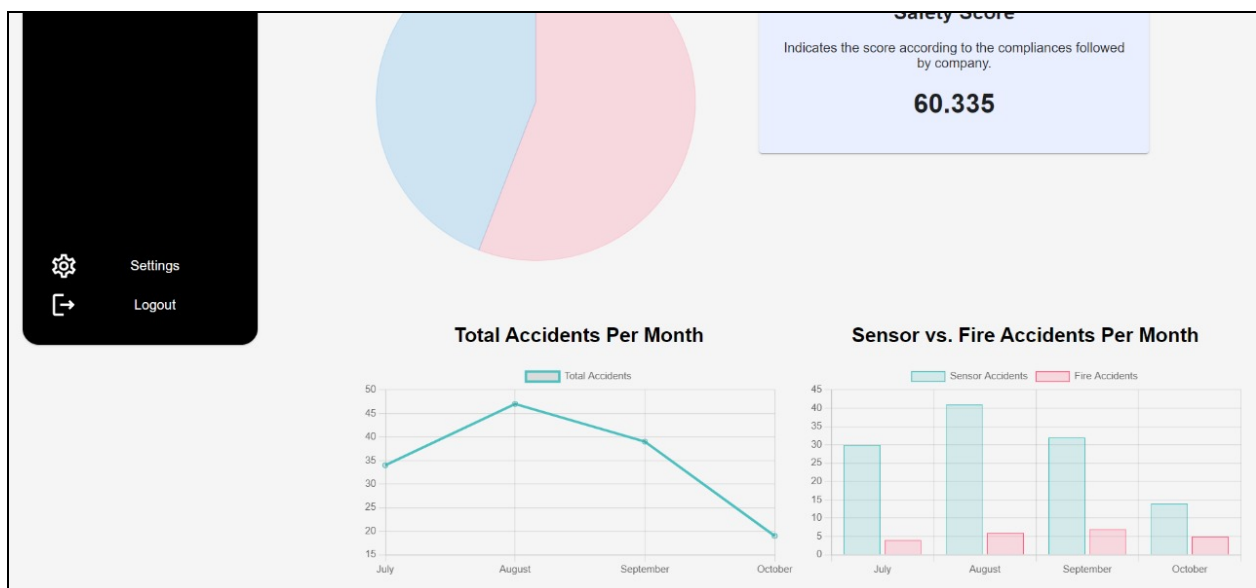 Safety Score
Indicates the score according to the compliances followed
by company.
60.335
Settings
Logout
Total Accidents Per Month
Total Accidents
50
45
40
35
30
25
20
15
July August September October
Sensor vs. Fire Accidents Per Month
Sensor Accidents Fire Accidents
45
40
35
30
25
20
15
10
5
0
July August September October